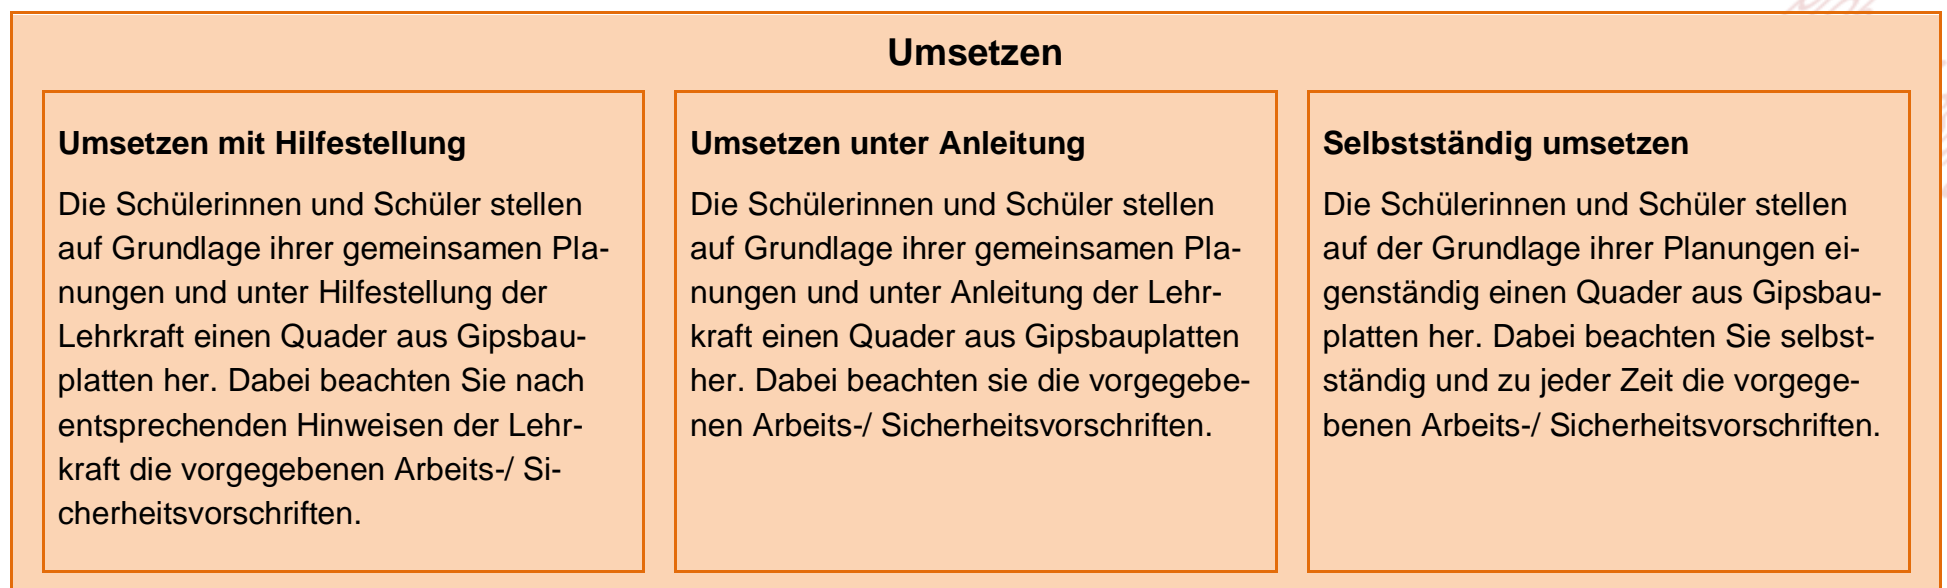 Umsetzen
Umsetzen mit Hilfestellung
Die Schülerinnen und Schüler stellen
auf Grundlage ihrer gemeinsamen Pla-
nungen und unter Hilfestellung der
Lehrkraft einen Quader aus Gipsbau-
platten her. Dabei beachten Sie nach
entsprechenden Hinweisen der Lehr-
kraft die vorgegebenen Arbeits-/ Si-
cherheitsvorschriften.
Umsetzen unter Anleitung
Die Schülerinnen und Schüler stellen
auf Grundlage ihrer gemeinsamen Pla-
nungen und unter Anleitung der Lehr-
kraft einen Quader aus Gipsbauplatten
her. Dabei beachten sie die vorgegebe-
nen Arbeits-/ Sicherheitsvorschriften.
Selbstständig umsetzen
Die Schülerinnen und Schüler stellen
auf der Grundlage ihrer Planungen ei-
genständig einen Quader aus Gipsbau-
platten her. Dabei beachten Sie selbst-
ständig und zu jeder Zeit die vorgege-
benen Arbeits-/ Sicherheitsvorschriften.